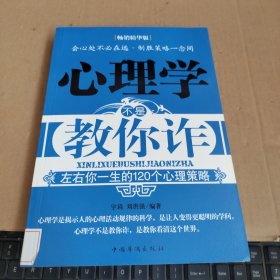 [畅销精华版]
会心处不必在远·制胜策略一念间
心理学
不是
【教你诈】
XINLIXUEBUSHIJIAONIZHA
左右你一生的120个心理策略
宇琦 刘洪强/编著
心理学是揭示人的心理活动规律的科学，是让人变得更聪明的学问。
心理学不是教你诈，是教你看清这个世界。
中国华侨出版社